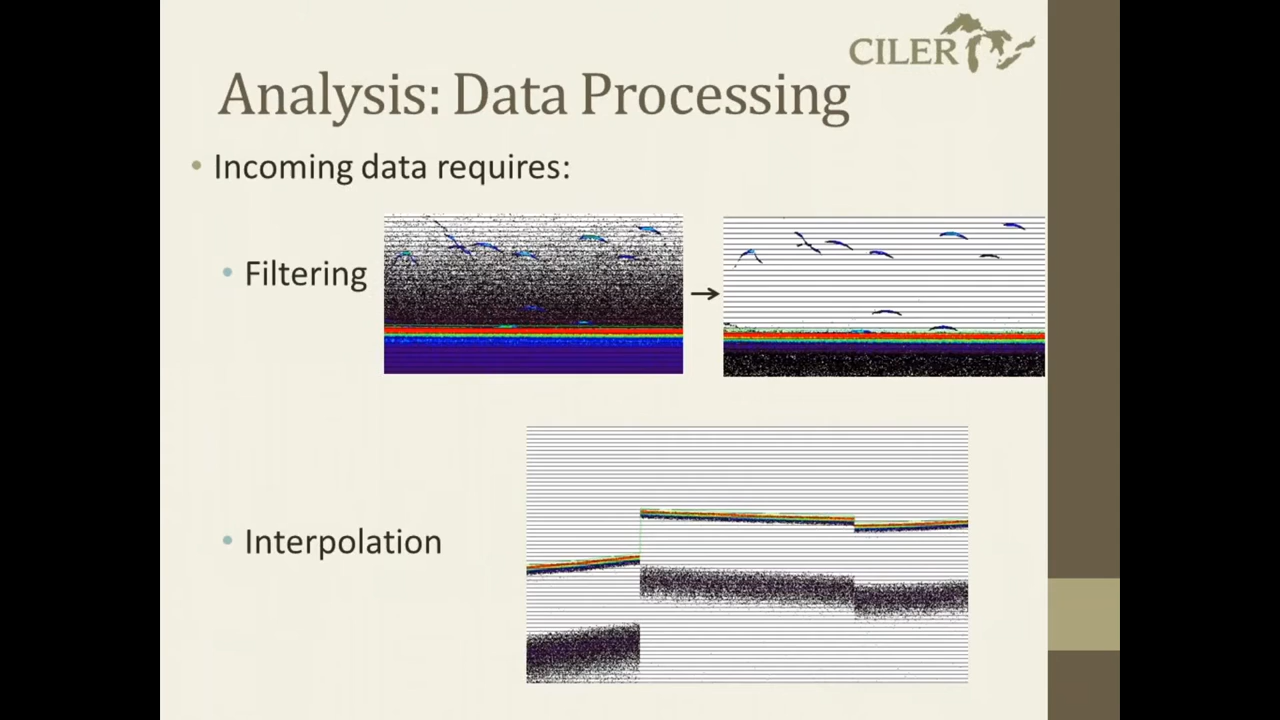 CILER
Analysis: Data Processing
• Incoming data requires:
• Filtering
• Interpolation